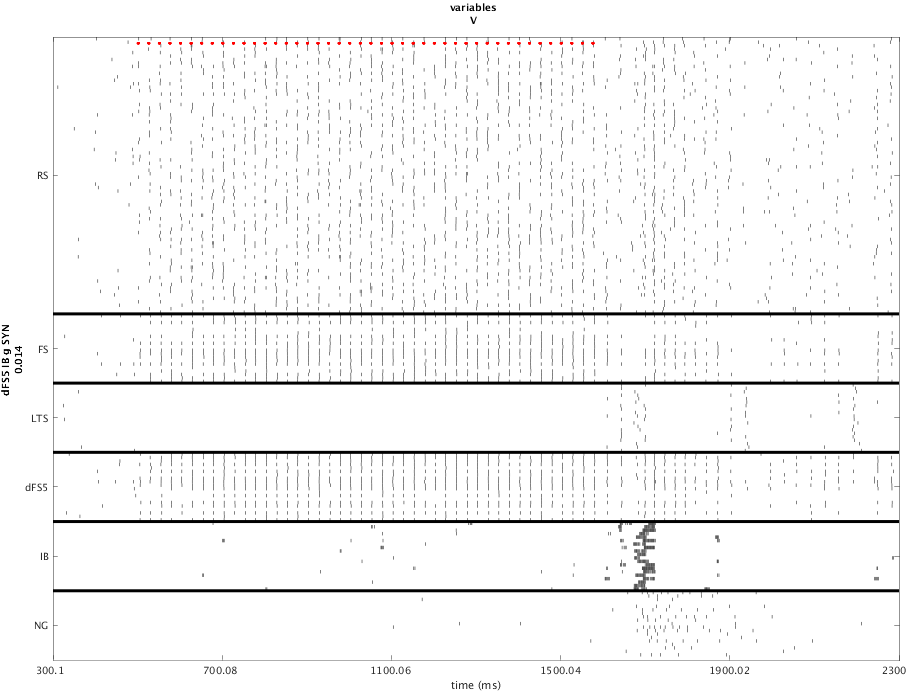 variables
V
RS
FS
LTS
dFS5
IB
NG
dFS5 IB g SYN
0.014
300.1 700.08 1100.06 1500.04 1900.02 2300
time (ms)